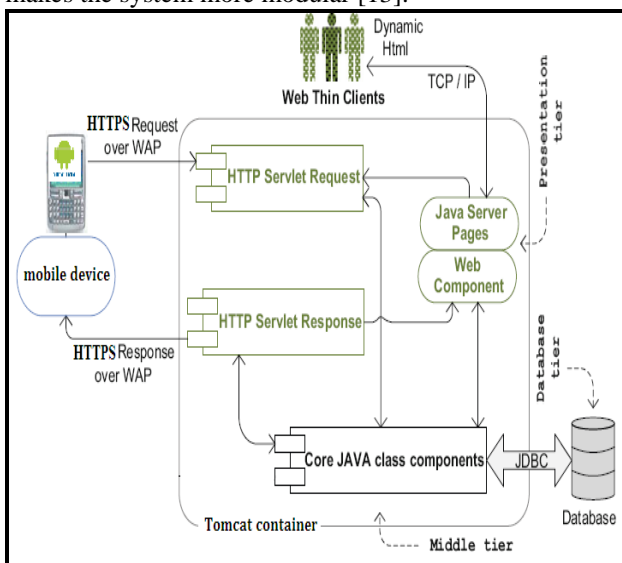 makes the system more modular [15].
Dynamic
Html
TCP / IP
Web Thin Clients
Presentation
tier
HTTPS Request
over WAP
HTTP Servlet Request
Java Server
Pages
Web
Component
mobile device
HTTP Servlet Response
HTTPS Response
over WAP
Database
tier
Core JAVA class components
JDBC
Database
Tomcat container
Middle tier